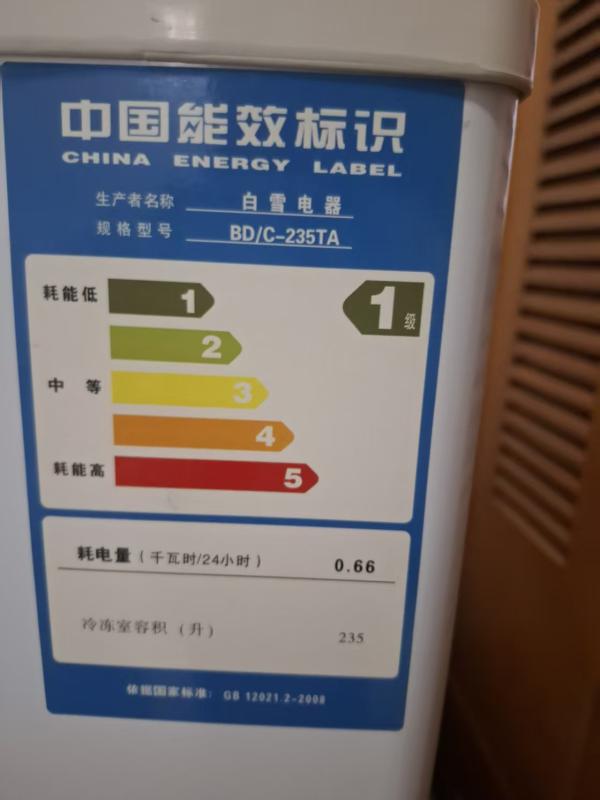 中国能效标识
CHINA ENERGY LABEL
生产者名称 白雪电器
规格型号 BD/C-235TA
耗能低 1 1级
2
中 等 3
4
耗能高 5
耗电量（千瓦时/24小时） 0.66
冷冻室容积（升） 235
依据国家标准：GB 12021.2-2008